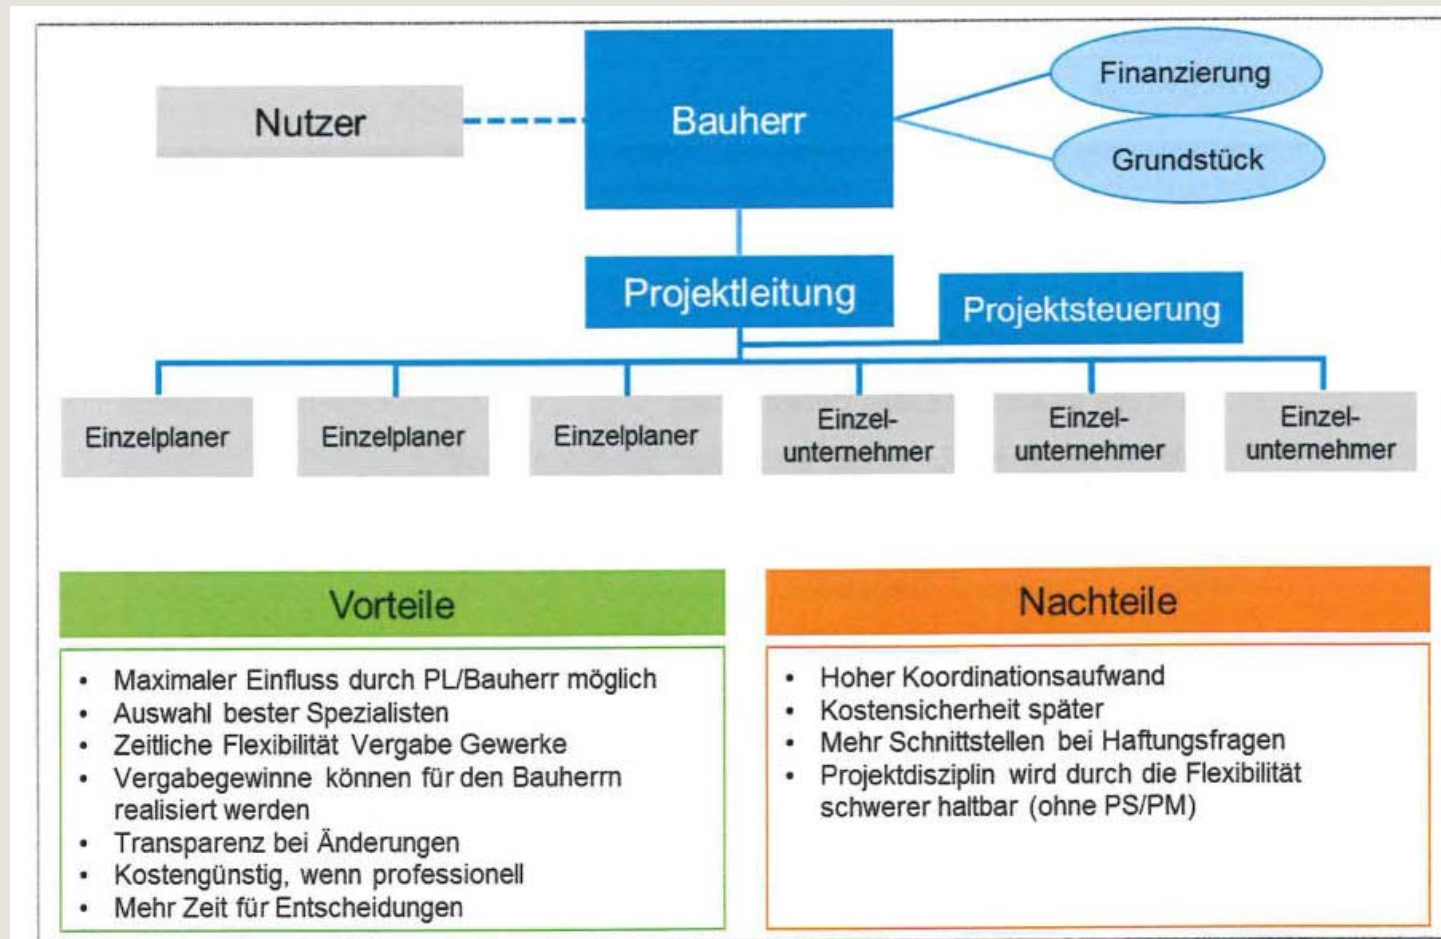 Nutzer
Bauherr
Finanzierung
Grundstück
Projektleitung
Projektsteuerung
Einzelplaner
Einzelplaner
Einzelplaner
Einzel-
unternehmer
Einzel-
unternehmer
Einzel-
unternehmer
Vorteile
• Maximaler Einfluss durch PL/Bauherr möglich
• Auswahl bester Spezialisten
• Zeitliche Flexibilität Vergabe Gewerke
• Vergabegewinne können für den Bauherrn
realisiert werden
• Transparenz bei Änderungen
• Kostengünstig, wenn professionell
• Mehr Zeit für Entscheidungen
Nachteile
• Hoher Koordinationsaufwand
• Kostensicherheit später
• Mehr Schnittstellen bei Haftungsfragen
• Projektdisziplin wird durch die Flexibilität
schwerer haltbar (ohne PS/PM)